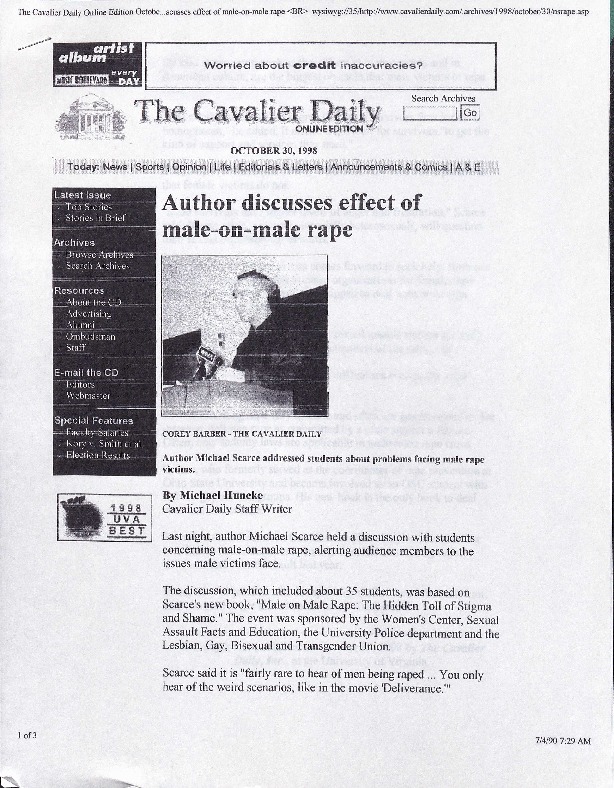 The Cavalier Daily Online Edition Octobe...scusses effect of male-on-male rape <BR> wysiwyg://35/http://www.cavalierdaily.com/.archives/1998/october/30/nsrape.asp
artist
album
every
DAY
Worried about credit inaccuracies?
The Cavalier Daily
ONLINE EDITION
Search Archives
Go
OCTOBER 30, 1998
Today: News | Sports | Opinion | Life | Editorials & Letters | Announcements & Comics | A & E
Latest Issue
Top Stories
Stories in Brief
Archives
Browse Archives
Search Archives
Resources
About the CD
Advertising
Alumni
Ombudsman
Staff
E-mail the CD
Editors
Webmaster
Special Features
Faculty Salaries
Election Results
1998
UVA
BEST
Author discusses effect of
male-on-male rape
COREY BARBER - THE CAVALIER DAILY
Author Michael Scarce addressed students about problems facing male rape
victims.
By Michael Huneke
Cavalier Daily Staff Writer
Last night, author Michael Scarce held a discussion with students
concerning male-on-male rape, alerting audience members to the
issues male victims face.
The discussion, which included about 35 students, was based on
Scarce's new book, "Male on Male Rape: The Hidden Toll of Stigma
and Shame." The event was sponsored by the Women's Center, Sexual
Assault Facts and Education, the University Police department and the
Lesbian, Gay, Bisexual and Transgender Union.
Scarce said it is "fairly rare to hear of men being raped ... You only
hear of the weird scenarios, like in the movie 'Deliverance.'"
1 of 3
7/4/90 7:29 AM